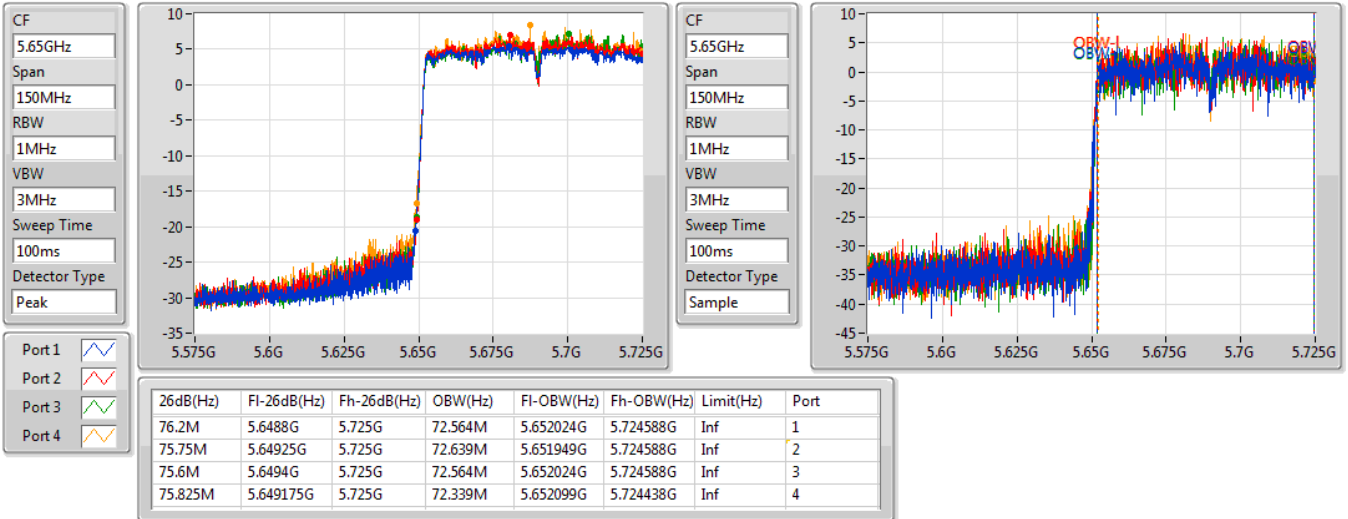 CF
5.65GHz
Span
150MHz
RBW
1MHz
VBW
3MHz
Sweep Time
100ms
Detector Type
Peak
10
5
0
-5
-10
-15
-20
-25
-30
-35
5.575G 5.6G 5.625G 5.65G 5.675G 5.7G 5.725G
CF
5.65GHz
Span
150MHz
RBW
1MHz
VBW
3MHz
Sweep Time
100ms
Detector Type
Sample
10
5
0
-5
-10
-15
-20
-25
-30
-35
-40
-45
OBW-
OBW-
OBW
5.575G 5.6G 5.625G 5.65G 5.675G 5.7G 5.725G
Port 1
Port 2
Port 3
Port 4
26dB(Hz) Fl-26dB(Hz) Fh-26dB(Hz) OBW(Hz) Fl-OBW(Hz) Fh-OBW(Hz) Limit(Hz) Port
76.2M 5.6488G 5.725G 72.564M 5.652024G 5.724588G Inf 1
75.75M 5.64925G 5.725G 72.639M 5.651949G 5.724588G Inf 2
75.6M 5.6494G 5.725G 72.564M 5.652024G 5.724588G Inf 3
75.825M 5.649175G 5.725G 72.339M 5.652099G 5.724438G Inf 4